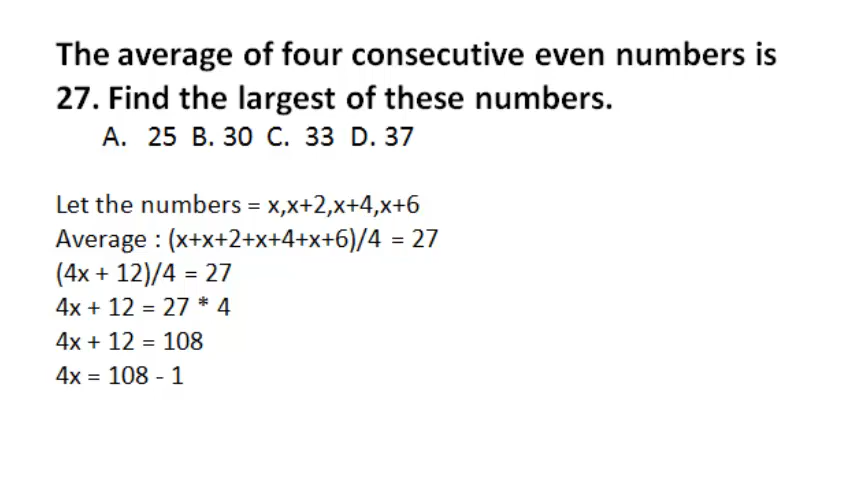 The average of four consecutive even numbers is
27. Find the largest of these numbers.
A. 25 B. 30 C. 33 D. 37
Let the numbers = x,x+2,x+4,x+6
Average : (x+x+2+x+4+x+6)/4 = 27
(4x + 12)/4 = 27
4x + 12 = 27 * 4
4x + 12 = 108
4x = 108 - 1